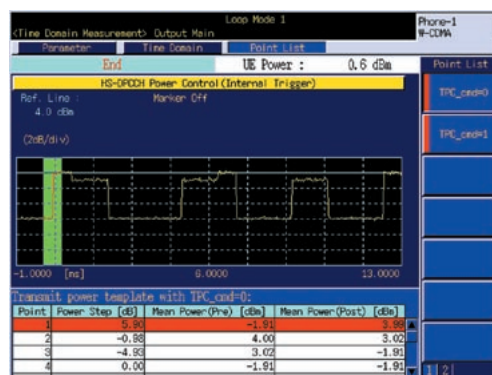 Loop Mode 1
<Time Domain Measurement> Output Main
Phone-1
W-CDMA
Parameter Time Domain Point List
End UE Power : 0.6 dBm
Point List
HS-DPCCH Power Control(Internal Trigger)
Ref. Line : Marker Off
4.0 dBm
(2dB/div)
TPC_cmd=0
TPC_cmd=1
-1.0000 [ms] 6.0000 13.0000
Transmit power template with TPC_cmd=0:
Point Power Step [dB] Mean Power(Pre) [dBm] Mean Power(Post) [dBm]
1 5.90 -1.91 3.99
2 -0.98 4.00 3.02
3 -4.93 3.02 -1.91
4 0.00 -1.91 -1.91
1 2